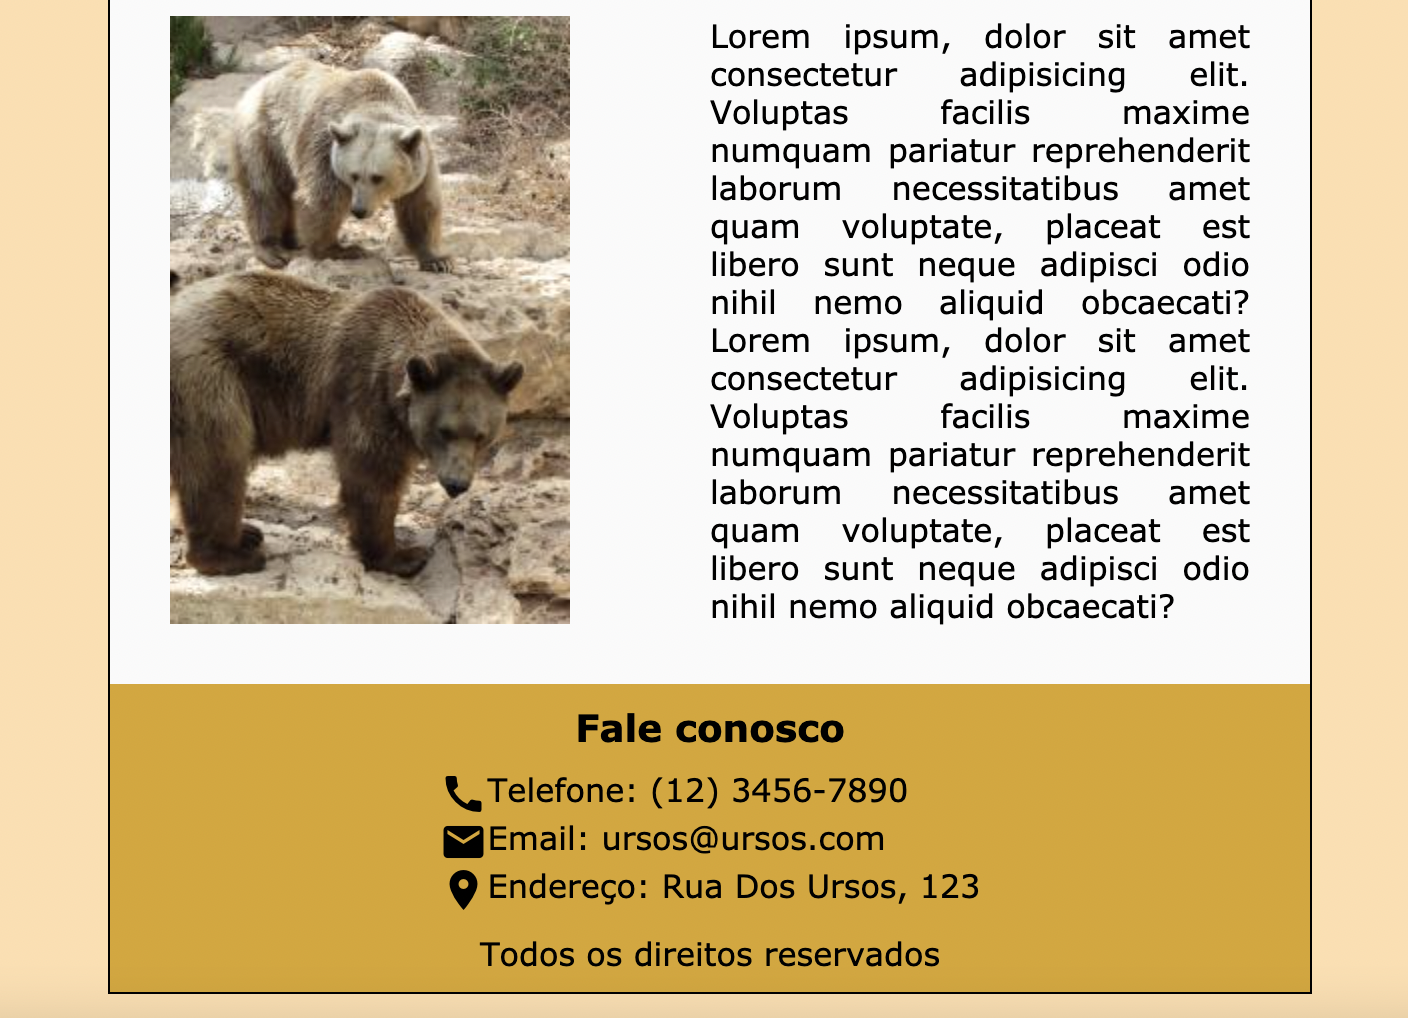 Lorem ipsum, dolor sit amet
consectetur adipisicing elit.
Voluptas facilis maxime
numquam pariatur reprehenderit
laborum necessitatibus amet
quam voluptate, placeat est
libero sunt neque adipisci odio
nihil nemo aliquid obcaecati?
Lorem ipsum, dolor sit amet
consectetur adipisicing elit.
Voluptas facilis maxime
numquam pariatur reprehenderit
laborum necessitatibus amet
quam voluptate, placeat est
libero sunt neque adipisci odio
nihil nemo aliquid obcaecati?
Fale conosco
Telefone: (12) 3456-7890
Email: ursos@ursos.com
Endereço: Rua Dos Ursos, 123
Todos os direitos reservados